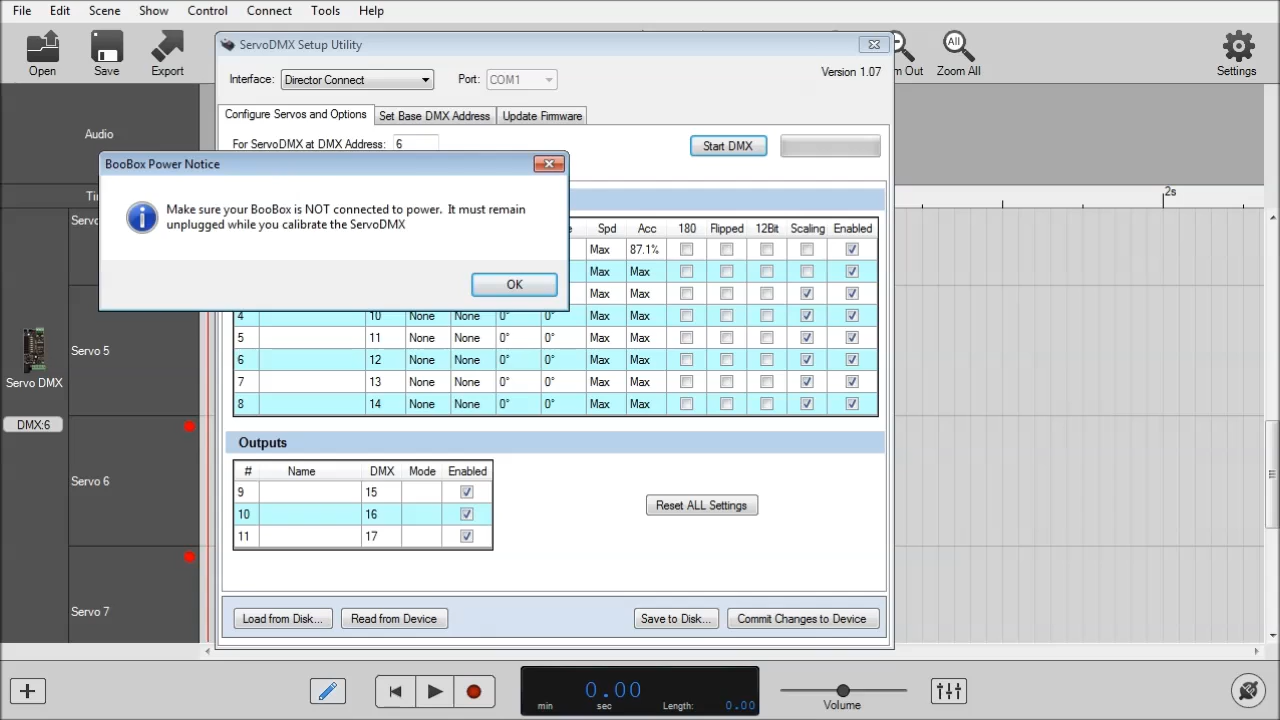 File Edit Scene Show Control Connect Tools Help
Open Save Export m Out All Zoom All Settings
ServoDMX Setup Utility
Interface: Director Connect Port: COM1 Version 1.07
Configure Servos and Options Set Base DMX Address Update Firmware
For ServoDMX at DMX Address: 6 Start DMX
Audio
BooBox Power Notice
Make sure your BooBox is NOT connected to power. It must remain
unplugged while you calibrate the ServoDMX
OK
Ti 2s
Servo
e Spd Acc 180 Flipped 12Bit Scaling Enabled
Max 87.1%
Max Max
Max Max
4 10 None None 0° 0° Max Max
5 11 None None 0° 0° Max Max
6 12 None None 0° 0° Max Max
7 13 None None 0° 0° Max Max
8 14 None None 0° 0° Max Max
Servo 5
Servo DMX
DMX:6
Servo 6
Servo 7
Outputs
# Name DMX Mode Enabled
9 15
10 16
11 17
Reset ALL Settings
Load from Disk... Read from Device Save to Disk... Commit Changes to Device
0.00
min sec Length: 0.00
Volume